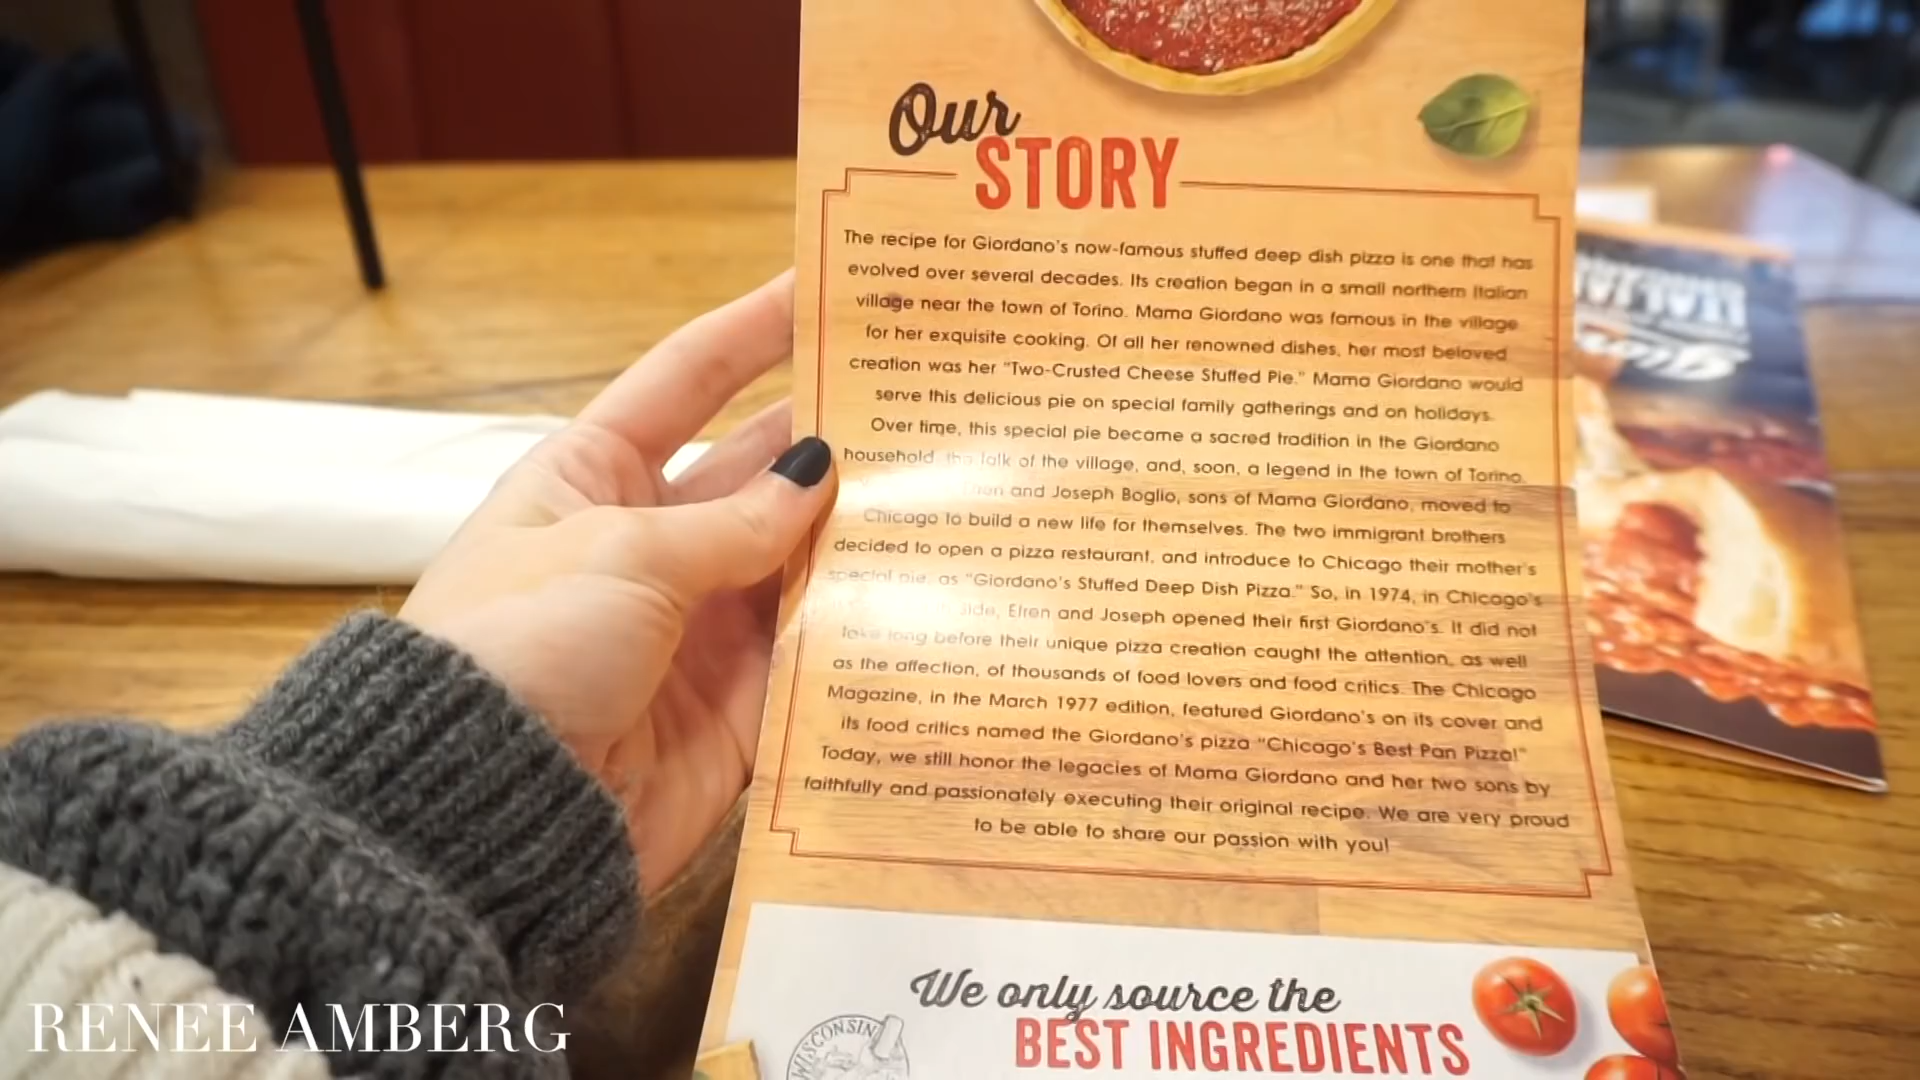 Our
STORY
The recipe for Giordano's now-famous stuffed deep dish pizza is one that has
evolved over several decades. Its creation began in a small northern Italian
village near the town of Torino. Mama Giordano was famous in the village
for her exquisite cooking. Of all her renowned dishes, her most beloved
creation was her "Two-Crusted Cheese Stuffed Pie." Mama Giordano would
serve this delicious pie on special family gatherings and on holidays.
Over time, this special pie became a sacred tradition in the Giordano
household, the talk of the village, and, soon, a legend in the town of Torino.
and Joseph Boglio, sons of Mama Giordano, moved to
Chicago to build a new life for themselves. The two immigrant brothers
decided to open a pizza restaurant, and introduce to Chicago their mother's
special pie, as "Giordano's Stuffed Deep Dish Pizza." So, in 1974, in Chicago's
side, Efren and Joseph opened their first Giordano's. It did not
take long before their unique pizza creation caught the attention, as well
as the affection, of thousands of food lovers and food critics. The Chicago
Magazine, in the March 1977 edition, featured Giordano's on its cover and
its food critics named the Giordano's pizza "Chicago's Best Pan Pizza!"
Today, we still honor the legacies of Mama Giordano and her two sons by
faithfully and passionately executing their original recipe. We are very proud
to be able to share our passion with you!
We only source the
BEST INGREDIENTS
WISCONSIN
RENEE AMBERG